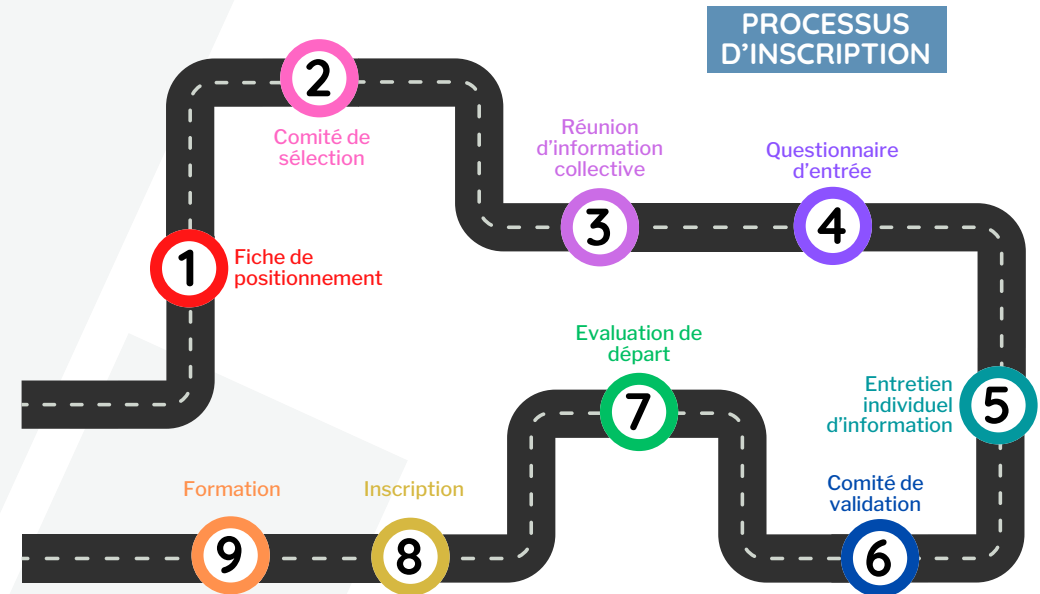 PROCESSUS
D'INSCRIPTION
1
Fiche de
positionnement
2
Comité de
sélection
Réunion
d'information
collective
3
Questionnaire
d'entrée
4
Entretien
individuel
d'information
5
Comité de
validation
6
Evaluation de
départ
7
Inscription
8
Formation
9